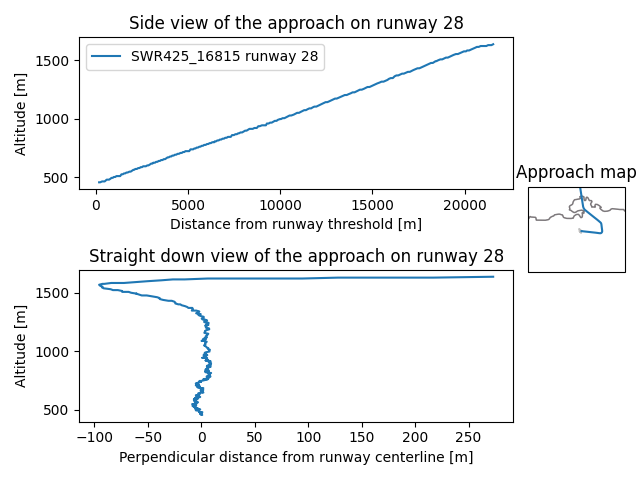 Side view of the approach on runway 28
1500
1000
500
Altitude [m]
SWR425_16815 runway 28
0
5000
10000
15000
20000
Distance from runway threshold [m]
Approach map
Straight down view of the approach on runway 28
1500
1000
500
Altitude [m]
−100
−50
0
50
100
150
200
250
Perpendicular distance from runway centerline [m]